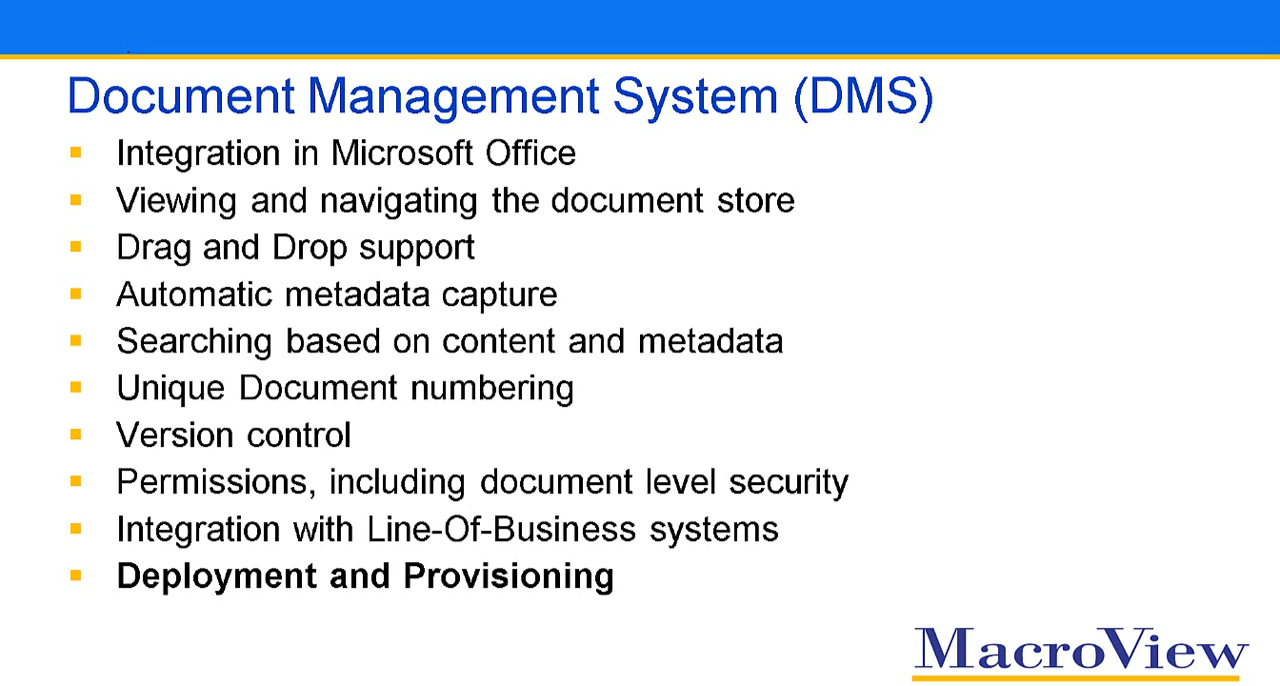 Document Management System (DMS)
Integration in Microsoft Office
Viewing and navigating the document store
Drag and Drop support
Automatic metadata capture
Searching based on content and metadata
Unique Document numbering
Version control
Permissions, including document level security
Integration with Line-Of-Business systems
Deployment and Provisioning
MacroView